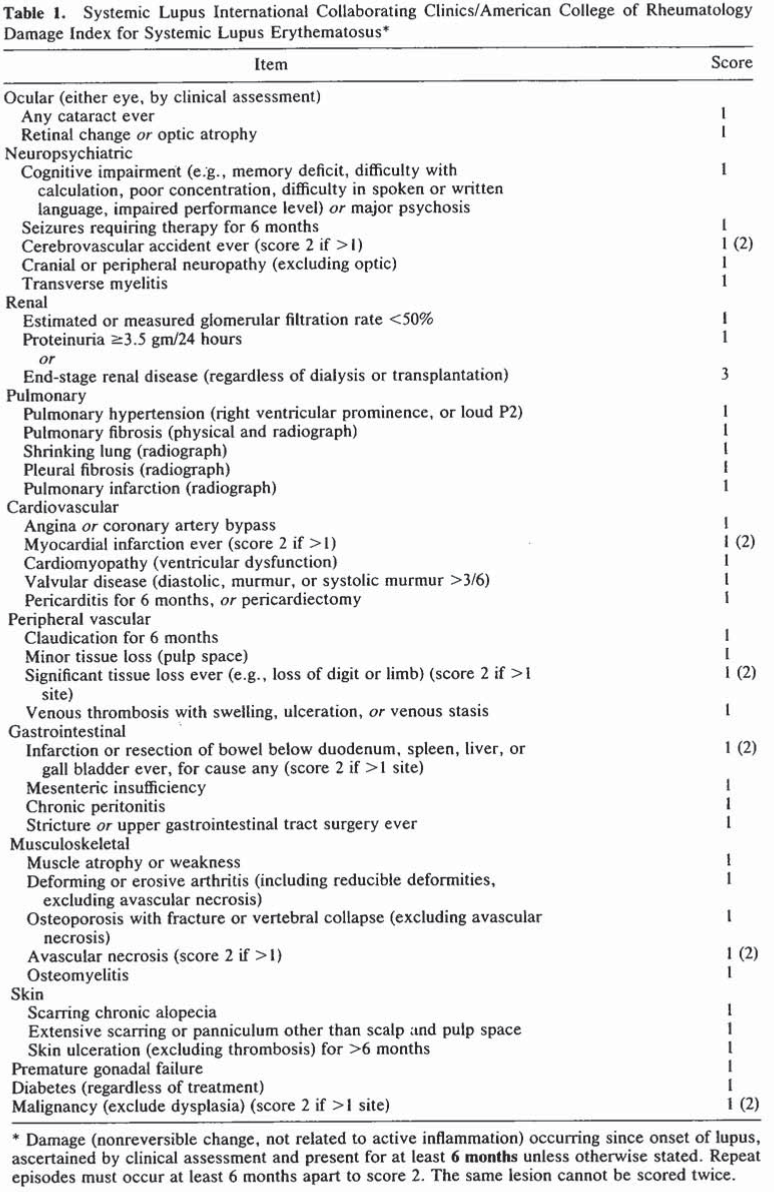 Table 1. Systemic Lupus International Collaborating Clinics/American College of Rheumatology
Damage Index for Systemic Lupus Erythematosus*
Item Score
Ocular (either eye, by clinical assessment)
Any cataract ever 1
Retinal change or optic atrophy 1
Neuropsychiatric
Cognitive impairment (e.g., memory deficit, difficulty with 1
calculation, poor concentration, difficulty in spoken or written
language, impaired performance level) or major psychosis
Seizures requiring therapy for 6 months 1
Cerebrovascular accident ever (score 2 if >1) 1 (2)
Cranial or peripheral neuropathy (excluding optic) 1
Transverse myelitis 1
Renal
Estimated or measured glomerular filtration rate <50% 1
Proteinuria ≥3.5 gm/24 hours 1
or
End-stage renal disease (regardless of dialysis or transplantation) 3
Pulmonary
Pulmonary hypertension (right ventricular prominence, or loud P2) 1
Pulmonary fibrosis (physical and radiograph) 1
Shrinking lung (radiograph) 1
Pleural fibrosis (radiograph) 1
Pulmonary infarction (radiograph) 1
Cardiovascular
Angina or coronary artery bypass 1
Myocardial infarction ever (score 2 if >1) 1 (2)
Cardiomyopathy (ventricular dysfunction) 1
Valvular disease (diastolic, murmur, or systolic murmur >3/6) 1
Pericarditis for 6 months, or pericardiectomy 1
Peripheral vascular
Claudication for 6 months 1
Minor tissue loss (pulp space) 1
Significant tissue loss ever (e.g., loss of digit or limb) (score 2 if >1 1 (2)
site)
Venous thrombosis with swelling, ulceration, or venous stasis 1
Gastrointestinal
Infarction or resection of bowel below duodenum, spleen, liver, or 1 (2)
gall bladder ever, for cause any (score 2 if >1 site)
Mesenteric insufficiency 1
Chronic peritonitis 1
Stricture or upper gastrointestinal tract surgery ever 1
Musculoskeletal
Muscle atrophy or weakness 1
Deforming or erosive arthritis (including reducible deformities, 1
excluding avascular necrosis)
Osteoporosis with fracture or vertebral collapse (excluding avascular 1
necrosis)
Avascular necrosis (score 2 if >1) 1 (2)
Osteomyelitis 1
Skin
Scarring chronic alopecia 1
Extensive scarring or panniculum other than scalp and pulp space 1
Skin ulceration (excluding thrombosis) for >6 months 1
Premature gonadal failure 1
Diabetes (regardless of treatment) 1
Malignancy (exclude dysplasia) (score 2 if >1 site) 1 (2)
* Damage (nonreversible change, not related to active inflammation) occurring since onset of lupus,
ascertained by clinical assessment and present for at least 6 months unless otherwise stated. Repeat
episodes must occur at least 6 months apart to score 2. The same lesion cannot be scored twice.